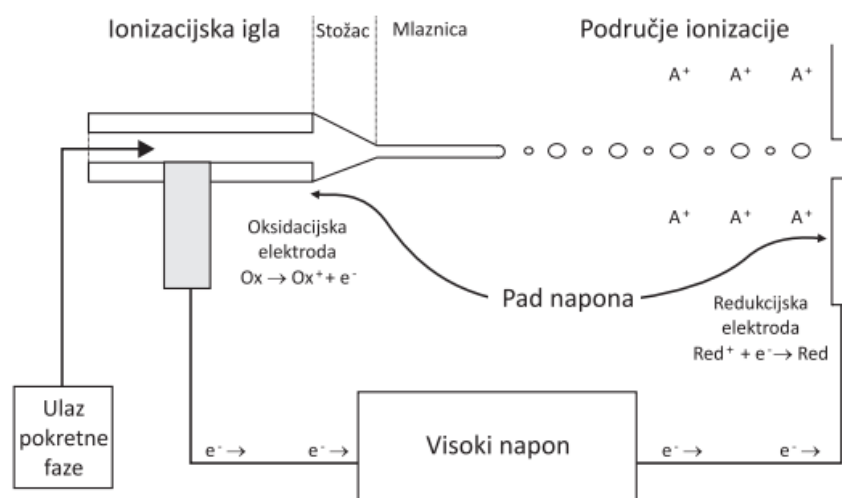 Ionizacijska igla
Stožac
Mlaznica
Područje ionizacije
A⁺ A⁺ A⁺
A⁺ A⁺ A⁺
Oksidacijska
elektroda
Ox → Ox⁺ + e⁻
Pad napona
Redukcijska
elektroda
Red⁺ + e⁻ → Red
Ulaz
pokretne
faze
e⁻ → e⁻ →
Visoki napon
e⁻ → e⁻ →